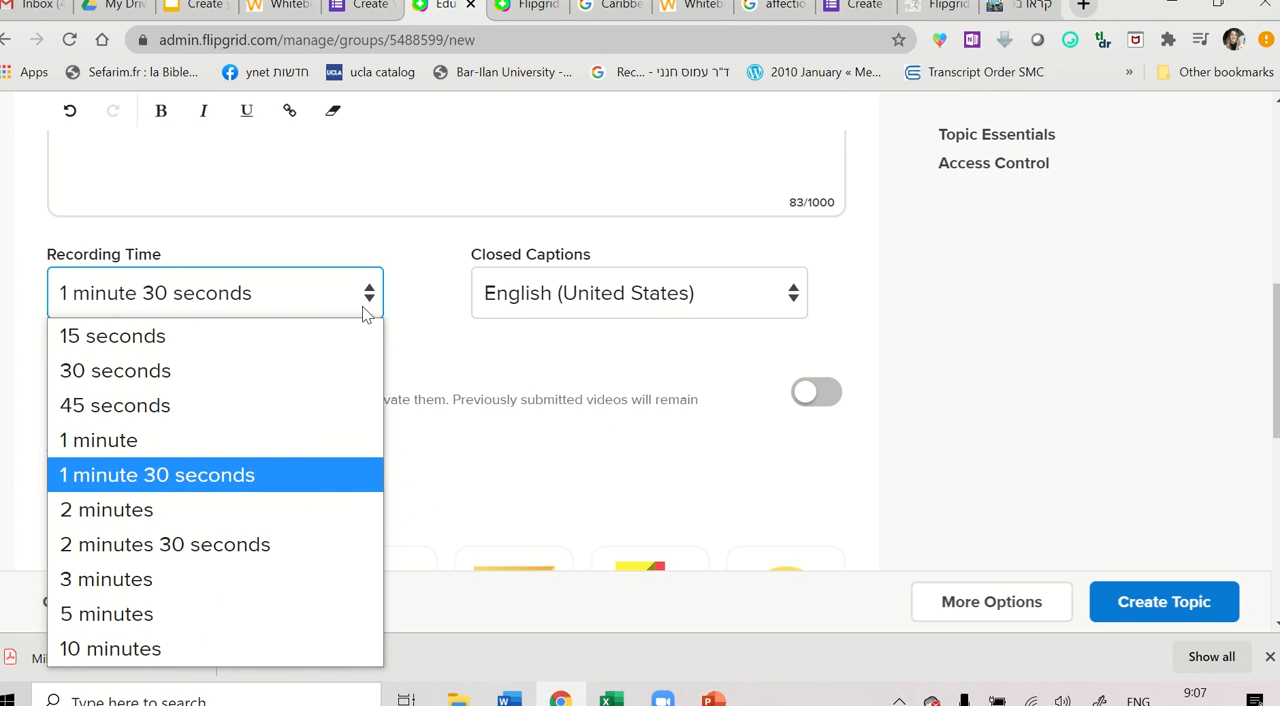 Inbox (
My Driv
Create y
Whiteb
Create
Edu
Flipgrid
Caribbe
Whiteb
affectio
Create
Flipgrid
קראו ב:
admin.flipgrid.com/manage/groups/5488599/new
tl;dr
Apps
Sefarim.fr : la Bible...
ynet חדשות
UCLA
ucla catalog
Bar-Ilan University -...
Rec... - ד"ר עמוס חנני
2010 January « Me...
Transcript Order SMC
»
Other bookmarks
B I U
83/1000
Topic Essentials
Access Control
Recording Time
Closed Captions
1 minute 30 seconds
English (United States)
15 seconds
30 seconds
45 seconds
1 minute
1 minute 30 seconds
2 minutes
2 minutes 30 seconds
3 minutes
5 minutes
10 minutes
vate them. Previously submitted videos will remain
More Options
Create Topic
Mi
Show all
Type here to search
ENG
9:07